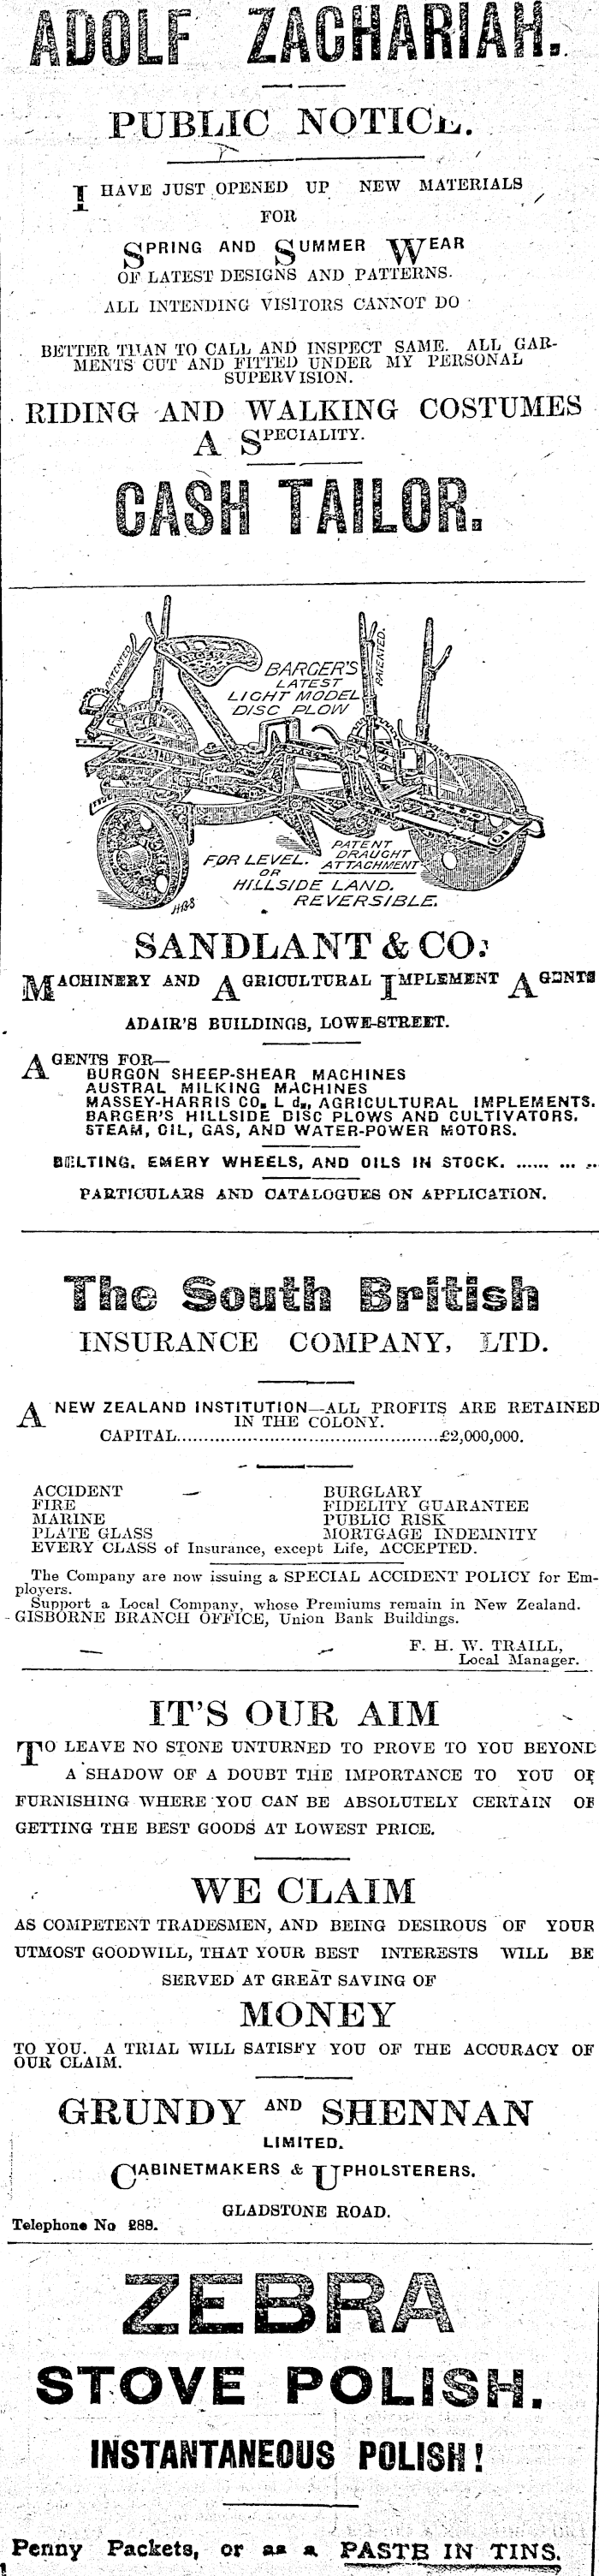 ADOLF ZACHARIAH.
PUBLIC NOTICE.
I HAVE JUST OPENED UP NEW MATERIALS
FOR
SPRING AND SUMMER WEAR
OF LATEST DESIGNS AND PATTERNS.
ALL INTENDING VISITORS CANNOT DO
BETTER THAN TO CALL AND INSPECT SAME. ALL GAR-
MENTS CUT AND FITTED UNDER MY PERSONAL
SUPERVISION.
RIDING AND WALKING COSTUMES
A SPECIALITY.
CASH TAILOR.
PATENTED.
PATENTED.
BARGER'S
LATEST
LIGHT MODEL
DISC PLOW
FOR LEVEL.
OR
HILLSIDE LAND.
REVERSIBLE.
PATENT
DRAUGHT
ATTACHMENT
SANDLANT & CO.
MACHINERY AND AGRICULTURAL IMPLEMENT AGENTS
ADAIR'S BUILDINGS, LOWE-STREET.
AGENTS FOR—
BURGON SHEEP-SHEAR MACHINES
AUSTRAL MILKING MACHINES
MASSEY-HARRIS CO. L d., AGRICULTURAL IMPLEMENTS.
BARGER'S HILLSIDE DISC PLOWS AND CULTIVATORS.
STEAM, OIL, GAS, AND WATER-POWER MOTORS.
BELTING, EMERY WHEELS, AND OILS IN STOCK. ...... ... ..
PARTICULARS AND CATALOGUES ON APPLICATION.
The South British
INSURANCE COMPANY, LTD.
A NEW ZEALAND INSTITUTION—ALL PROFITS ARE RETAINED
IN THE COLONY.
CAPITAL................................................£2,000,000.
ACCIDENT BURGLARY
FIRE FIDELITY GUARANTEE
MARINE PUBLIC RISK
PLATE GLASS MORTGAGE INDEMNITY
EVERY CLASS of Insurance, except Life, ACCEPTED.
The Company are now issuing a SPECIAL ACCIDENT POLICY for Em-
ployers.
Support a Local Company, whose Premiums remain in New Zealand.
GISBORNE BRANCH OFFICE, Union Bank Buildings.
F. H. W. TRAILL,
Local Manager.
IT'S OUR AIM
TO LEAVE NO STONE UNTURNED TO PROVE TO YOU BEYOND
A SHADOW OF A DOUBT THE IMPORTANCE TO YOU OF
FURNISHING WHERE YOU CAN BE ABSOLUTELY CERTAIN OF
GETTING THE BEST GOODS AT LOWEST PRICE.
WE CLAIM
AS COMPETENT TRADESMEN, AND BEING DESIROUS OF YOUR
UTMOST GOODWILL, THAT YOUR BEST INTERESTS WILL BE
SERVED AT GREAT SAVING OF
MONEY
TO YOU. A TRIAL WILL SATISFY YOU OF THE ACCURACY OF
OUR CLAIM.
GRUNDY AND SHENNAN
LIMITED.
CABINETMAKERS & UPHOLSTERERS.
GLADSTONE ROAD.
Telephone No 288.
ZEBRA
STOVE POLISH.
INSTANTANEOUS POLISH!
Penny Packets, or as a PASTE IN TINS.